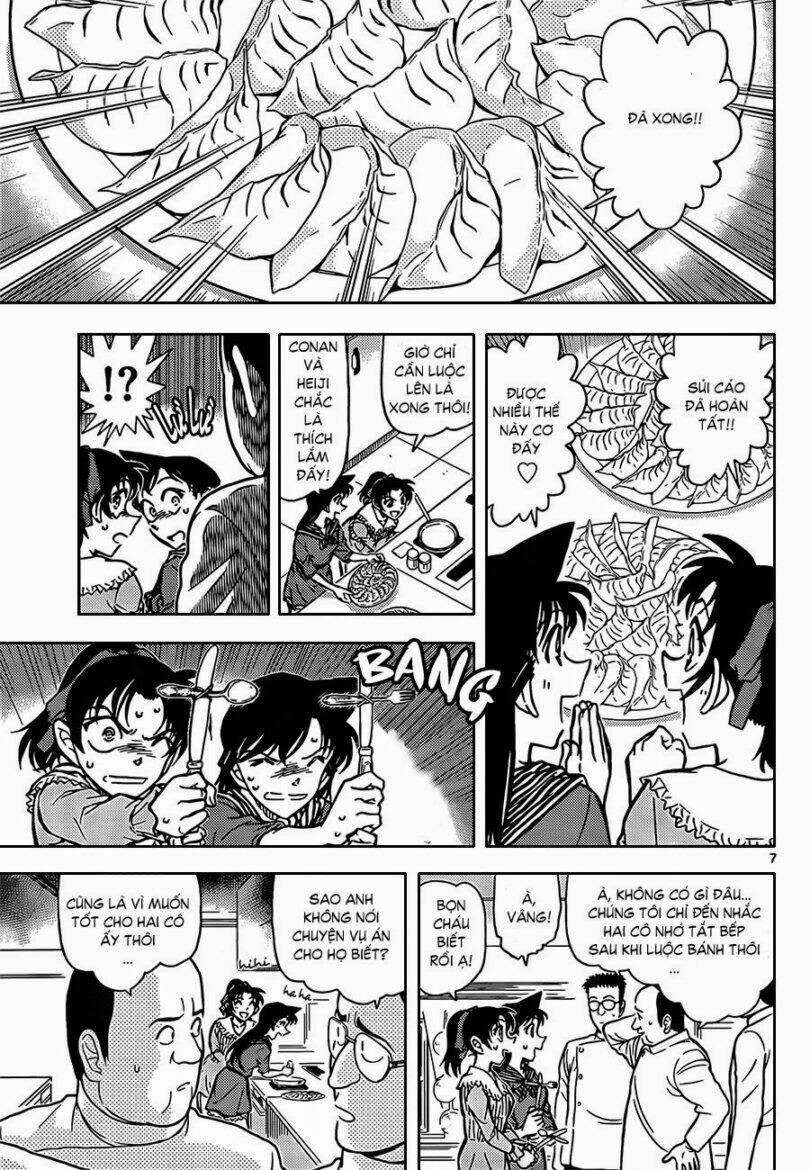 ĐÃ XONG!!
SỦI CẢO
ĐÃ HOÀN
TẤT!!
ĐƯỢC
NHIỀU THẾ
NÀY CƠ
ĐẤY
♡
GIỜ CHỈ
CẦN LUỘC
LÊN LÀ
XONG THÔI!
CONAN
VÀ
HEIJI
CHẮC
LÀ
THÍCH
LẮM
ĐẤY!
!?
BANG
7
À, KHÔNG CÓ GÌ ĐÂU...
CHÚNG TÔI CHỈ ĐẾN NHẮC
HAI CÔ NHỚ TẮT BẾP
SAU KHI LUỘC BÁNH THÔI
...
À,
VÂNG!
BỌN
CHÁU
BIẾT
RỒI Ạ!
SAO ANH
KHÔNG NÓI
CHUYỆN VỤ ÁN
CHO HỌ BIẾT?
hihi
ha ha
CŨNG LÀ VÌ MUỐN
TỐT CHO HAI CÔ
ẤY THÔI
...